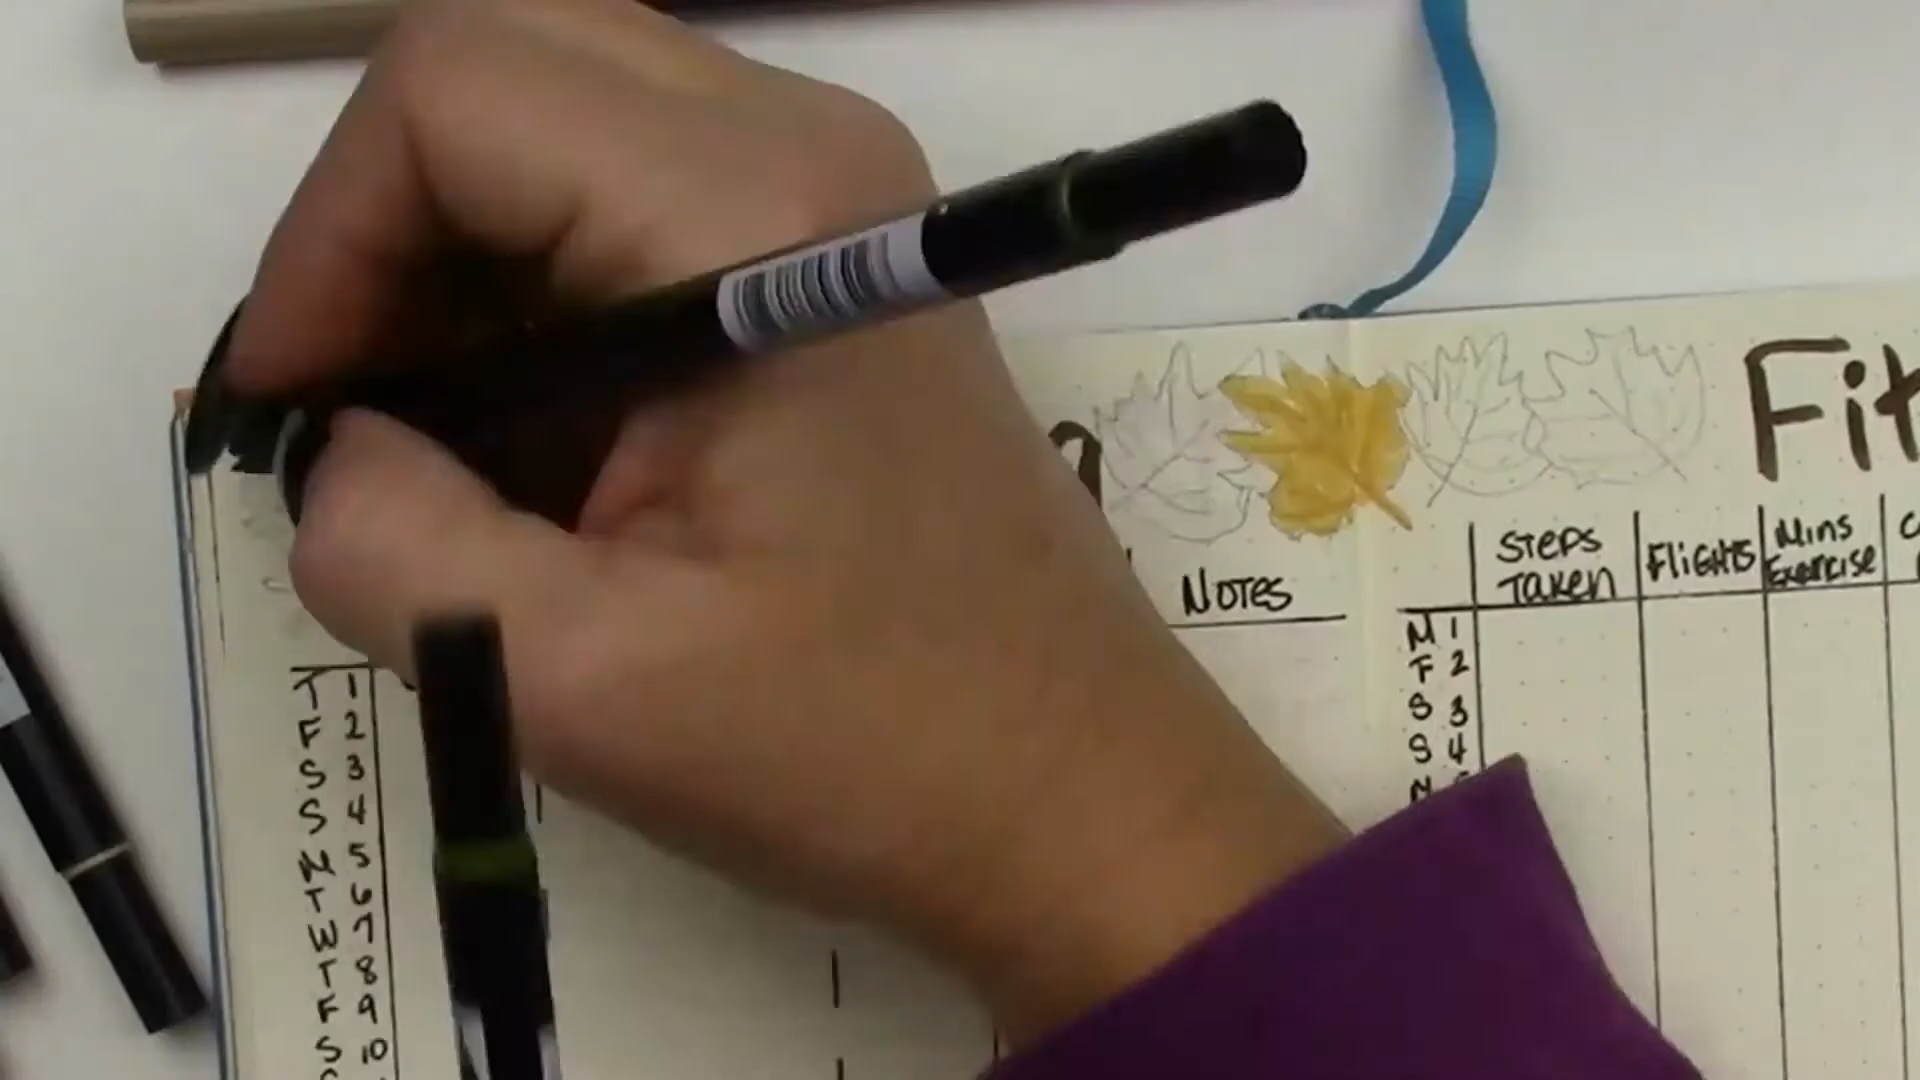 Fit
NOTES
STEPS
TAKEN
FLIGHTS
Mins
Exercise
T 1
F 2
S 3
S 4
M 5
T 6
W 7
T 8
F 9
S 10
M 1
F 2
S 3
S 4